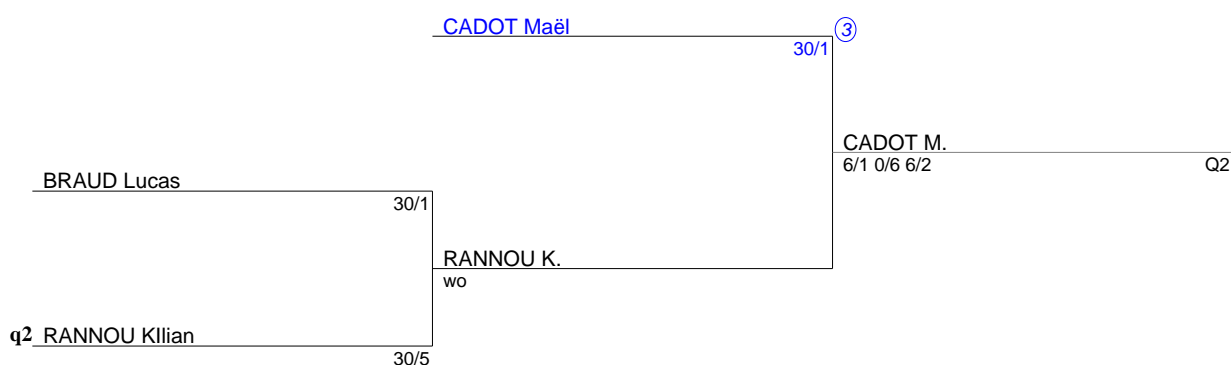 CADOT Maël
3
30/1
CADOT M.
6/1 0/6 6/2
Q2
BRAUD Lucas
30/1
RANNOU K.
wo
q2 RANNOU KIlian
30/5